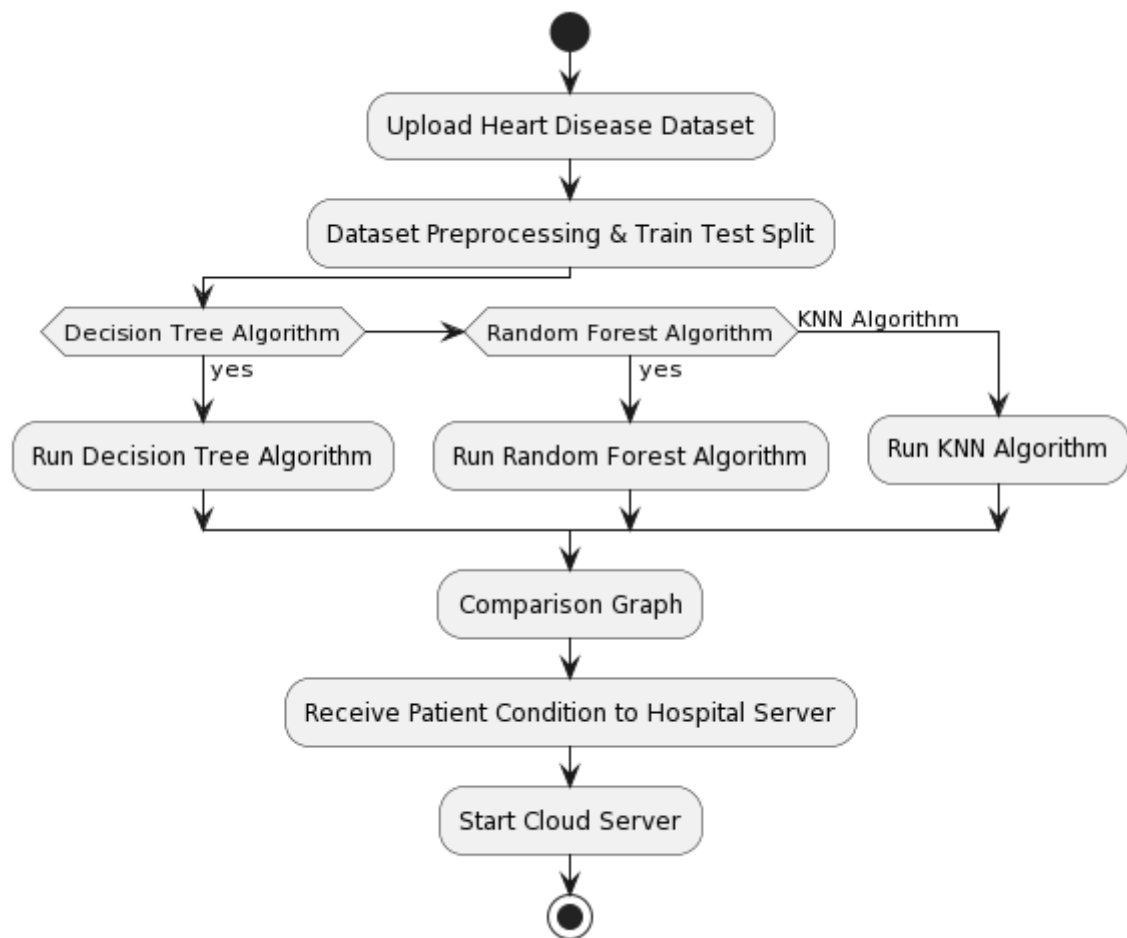 Upload Heart Disease Dataset
Dataset Preprocessing & Train Test Split
Decision Tree Algorithm
Random Forest Algorithm
KNN Algorithm
yes
yes
Run Decision Tree Algorithm
Run Random Forest Algorithm
Run KNN Algorithm
Comparison Graph
Receive Patient Condition to Hospital Server
Start Cloud Server